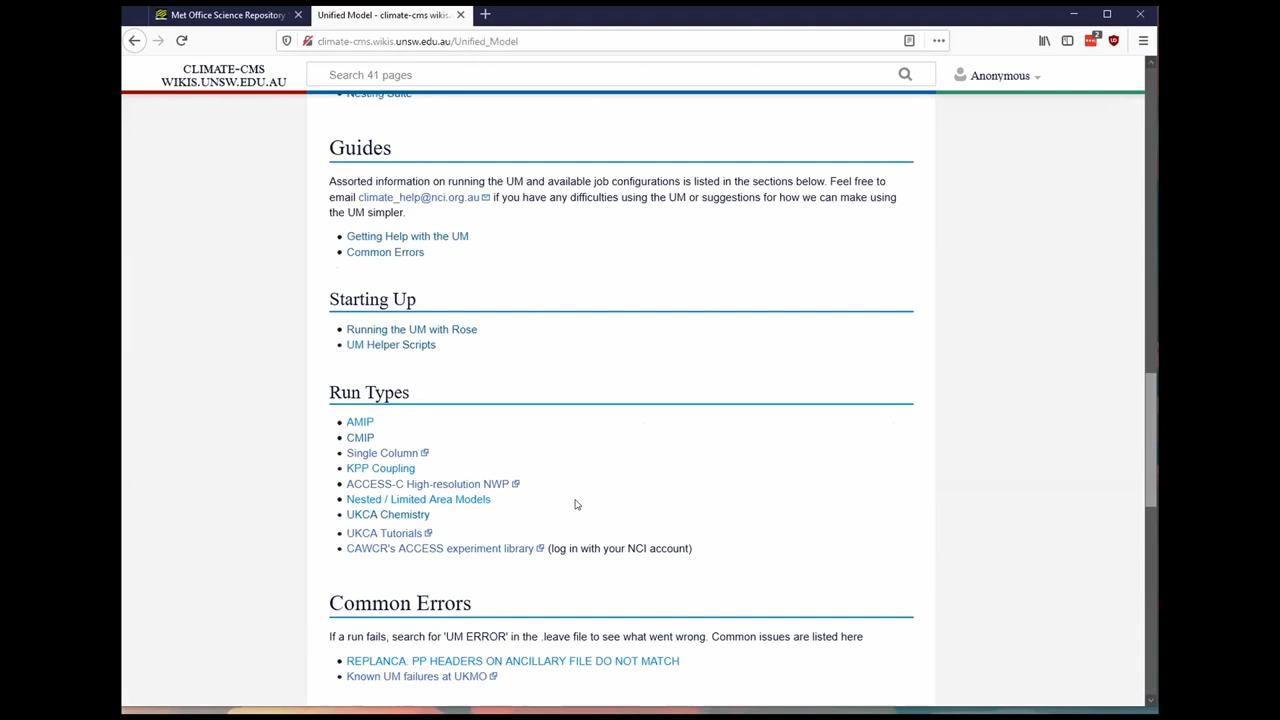 Met Office Science Repository
Unified Model - climate-cms wikis.
climate-cms.wikis.unsw.edu.au/Unified_Model
2
CLIMATE-CMS
WIKIS.UNSW.EDU.AU
Search 41 pages
Anonymous
Nesting Suite
Guides
Assorted information on running the UM and available job configurations is listed in the sections below. Feel free to
email climate_help@nci.org.au if you have any difficulties using the UM or suggestions for how we can make using
the UM simpler.
Getting Help with the UM
Common Errors
Starting Up
Running the UM with Rose
UM Helper Scripts
Run Types
AMIP
CMIP
Single Column
KPP Coupling
ACCESS-C High-resolution NWP
Nested / Limited Area Models
UKCA Chemistry
UKCA Tutorials
CAWCR's ACCESS experiment library (log in with your NCI account)
Common Errors
If a run fails, search for 'UM ERROR' in the .leave file to see what went wrong. Common issues are listed here
REPLANCA: PP HEADERS ON ANCILLARY FILE DO NOT MATCH
Known UM failures at UKMO